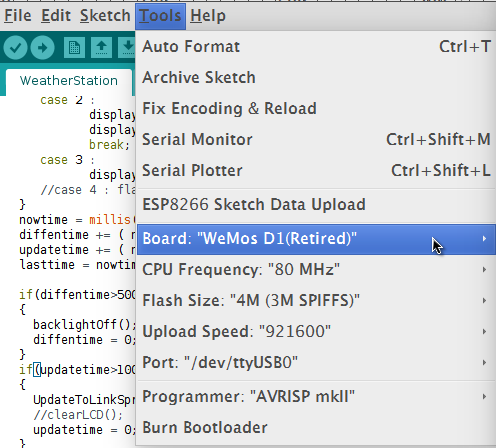 File Edit Sketch Tools Help
Auto Format Ctrl+T
Archive Sketch
Fix Encoding & Reload
Serial Monitor Ctrl+Shift+M
Serial Plotter Ctrl+Shift+L
ESP8266 Sketch Data Upload
Board: "WeMos D1(Retired)"
CPU Frequency: "80 MHz"
Flash Size: "4M (3M SPIFFS)"
Upload Speed: "921600"
Port: "/dev/ttyUSB0"
Programmer: "AVRISP mkII"
Burn Bootloader
WeatherStation
case 2 :
display
display
break;
case 3 :
display
//case 4 : fla
}
nowtime = millis(
diffentime += ( n
updatetime += ( n
lasttime = nowtim
if(diffentime>500
{
backlightOff();
diffentime = 0;
}
if(updatetime>100
{
UpdateToLinkSpr
//clearLCD();
updatetime = 0;
}